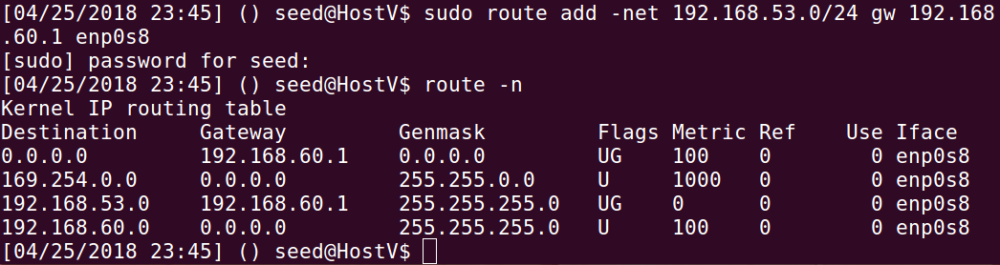 [04/25/2018 23:45] () seed@HostV$ sudo route add -net 192.168.53.0/24 gw 192.168
.60.1 enp0s8
[sudo] password for seed:
[04/25/2018 23:45] () seed@HostV$ route -n
Kernel IP routing table
Destination     Gateway         Genmask         Flags Metric Ref    Use Iface
0.0.0.0         192.168.60.1    0.0.0.0         UG    100    0        0 enp0s8
169.254.0.0     0.0.0.0         255.255.0.0     U     1000   0        0 enp0s8
192.168.53.0    192.168.60.1    255.255.255.0   UG    0      0        0 enp0s8
192.168.60.0    0.0.0.0         255.255.255.0   U     100    0        0 enp0s8
[04/25/2018 23:45] () seed@HostV$